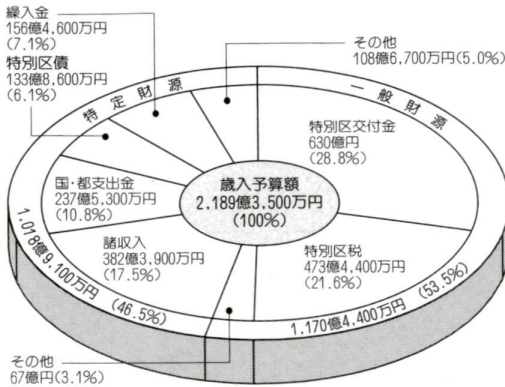 繰入金
156億4,600万円
(7.1%)
特別区債
133億8,600万円
(6.1%)
その他
108億6,700万円(5.0%)
特定財源
一般財源
特別区交付金
630億円
(28.8%)
歳入予算額
2,189億3,500万円
(100%)
国・都支出金
237億5,300万円
(10.8%)
諸収入
382億3,900万円
(17.5%)
特別区税
473億4,400万円
(21.6%)
1,018億9,100万円 (46.5%)
1,170億4,400万円 (53.5%)
その他
67億円(3.1%)